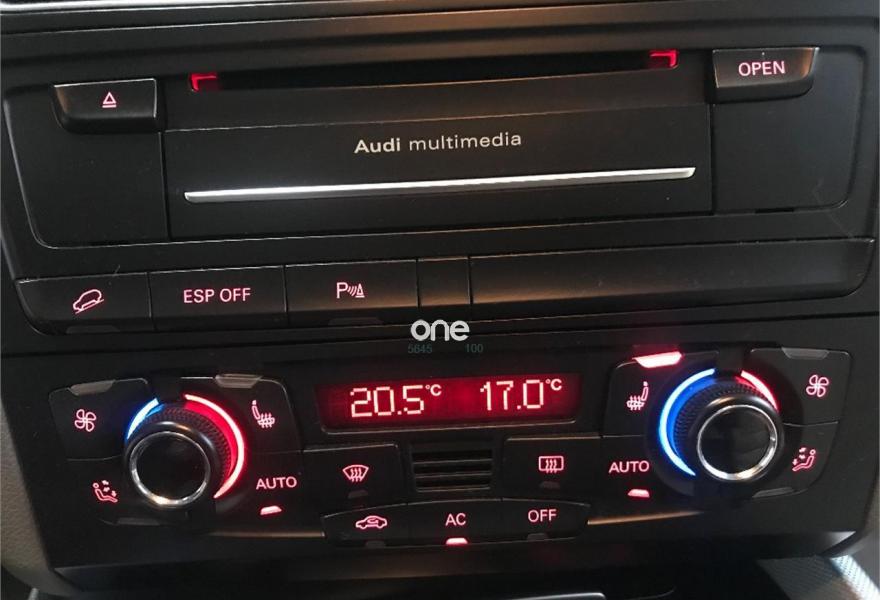 OPEN
Audi multimedia
ESP OFF
P
one
5645 100
20.5°C 17.0°C
AUTO
AUTO
AC
OFF